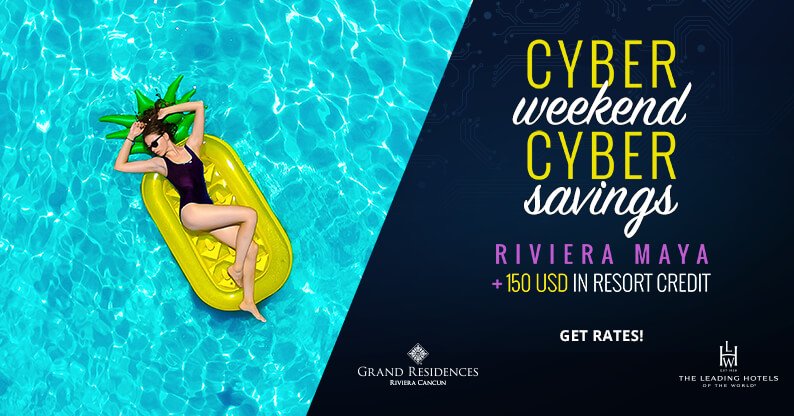 CYBER
weekend
CYBER
savings
RIVIERA MAYA
+ 150 USD IN RESORT CREDIT
GET RATES!
GRAND RESIDENCES
RIVIERA CANCUN
L
H
W
THE LEADING HOTELS
OF THE WORLD®